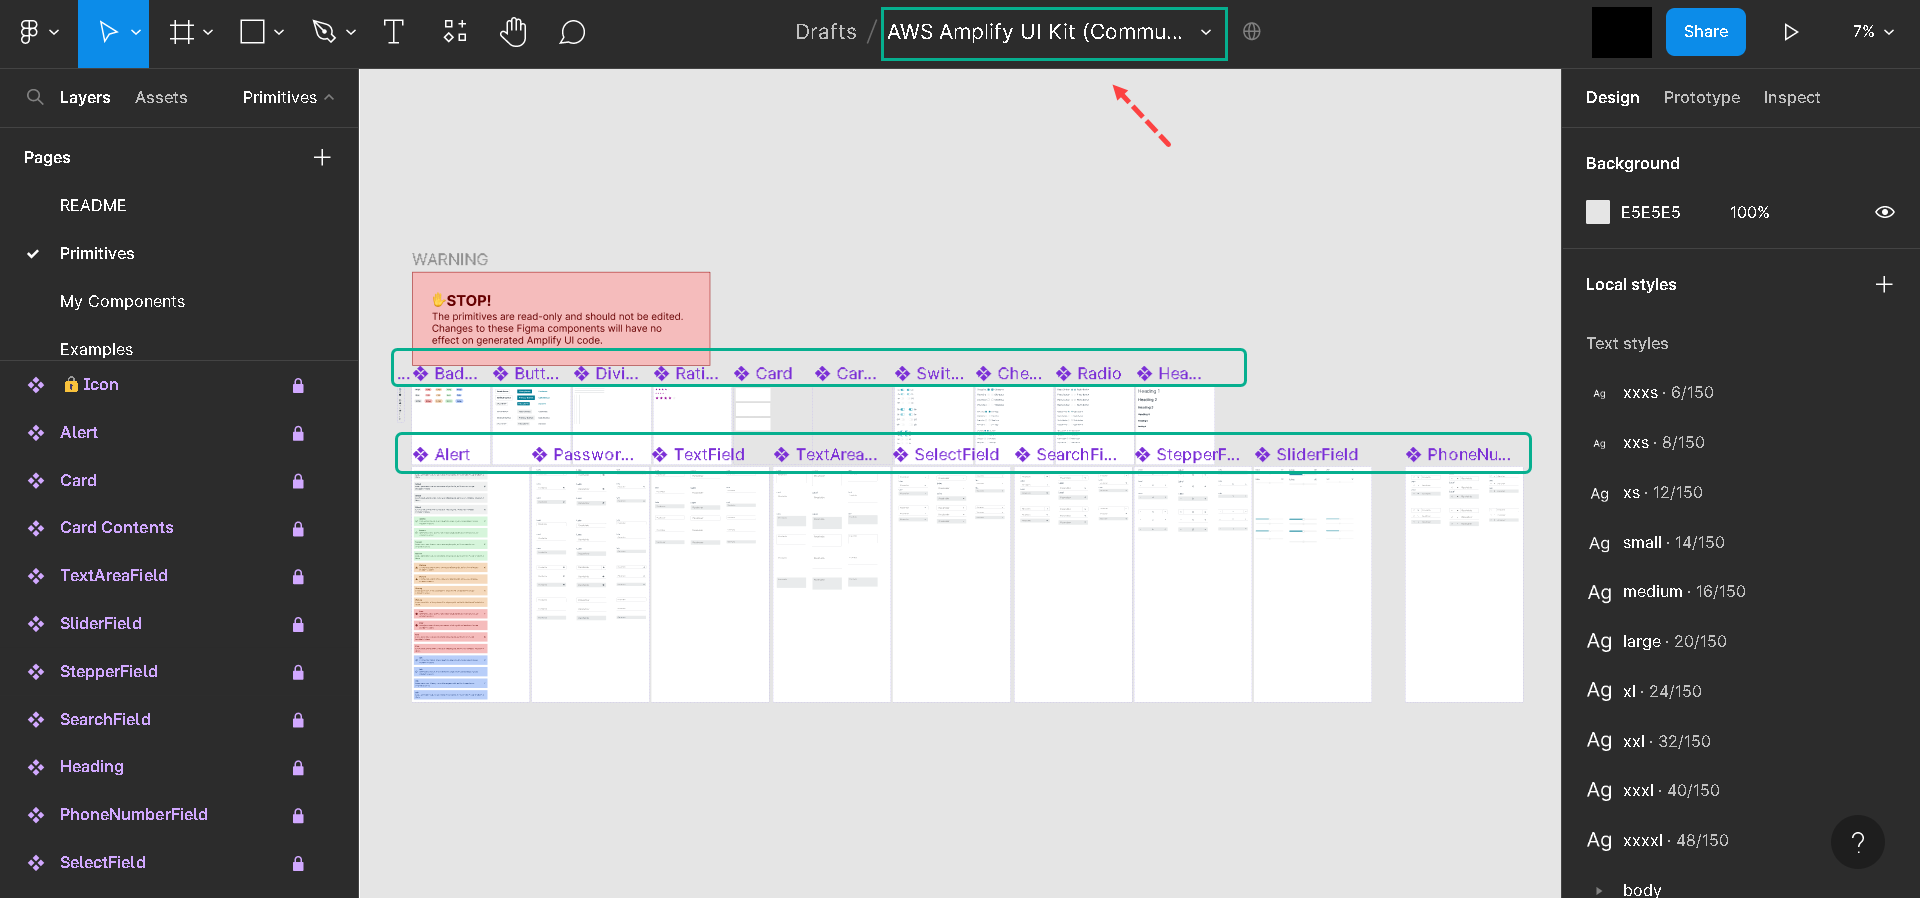 Drafts / AWS Amplify UI Kit (Commu...
Share
7%
Layers Assets Primitives
Pages
README
Primitives
My Components
Examples
Icon
Alert
Card
Card Contents
TextAreaField
SliderField
StepperField
SearchField
Heading
PhoneNumberField
SelectField
WARNING
✋STOP!
The primitives are read-only and should not be edited.
Changes to these Figma components will have no
effect on generated Amplify UI code.
... Bad... Butt... Divi... Rati... Card Car... Swit... Che... Radio Hea...
Alert Passwor... TextField TextArea... SelectField SearchFi... StepperF... SliderField PhoneNu...
Design Prototype Inspect
Background
E5E5E5 100%
Local styles
Text styles
Ag xxxs · 6/150
Ag xxs · 8/150
Ag xs · 12/150
Ag small · 14/150
Ag medium · 16/150
Ag large · 20/150
Ag xl · 24/150
Ag xxl · 32/150
Ag xxxl · 40/150
Ag xxxxl · 48/150
body
?